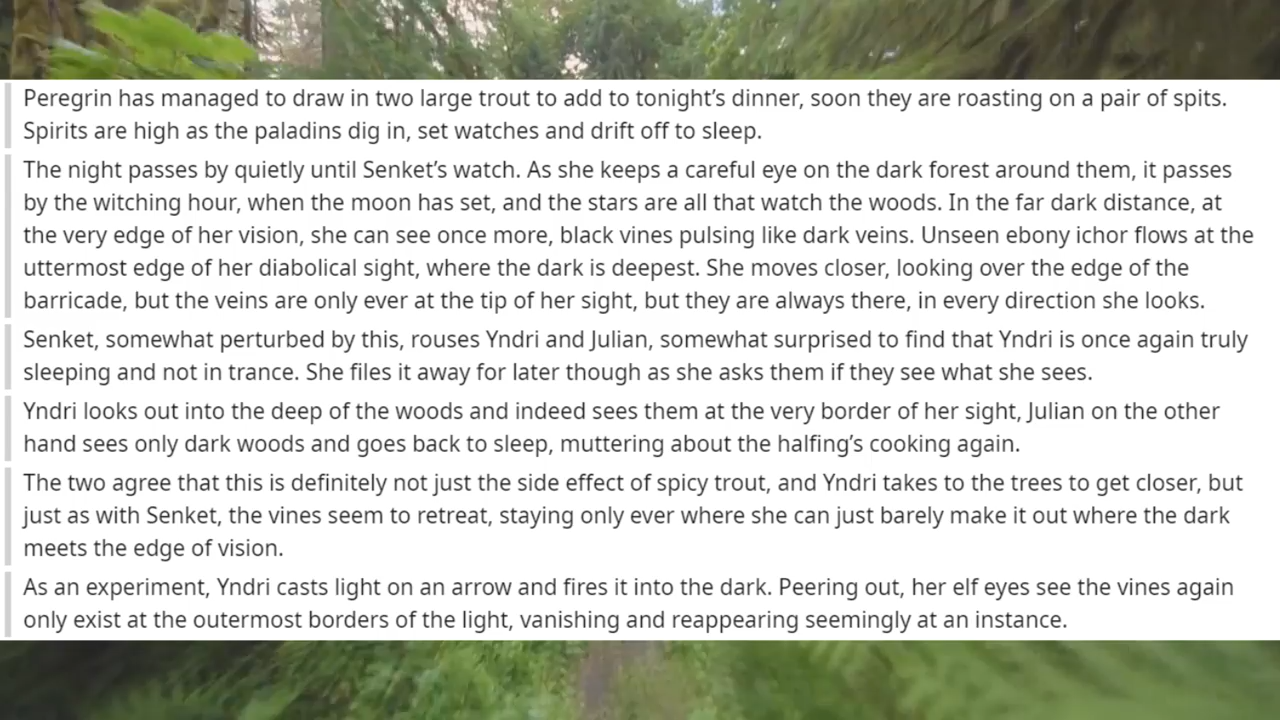 Peregrin has managed to draw in two large trout to add to tonight's dinner, soon they are roasting on a pair of spits.
Spirits are high as the paladins dig in, set watches and drift off to sleep.
The night passes by quietly until Senket's watch. As she keeps a careful eye on the dark forest around them, it passes
by the witching hour, when the moon has set, and the stars are all that watch the woods. In the far dark distance, at
the very edge of her vision, she can see once more, black vines pulsing like dark veins. Unseen ebony ichor flows at the
uttermost edge of her diabolical sight, where the dark is deepest. She moves closer, looking over the edge of the
barricade, but the veins are only ever at the tip of her sight, but they are always there, in every direction she looks.
Senket, somewhat perturbed by this, rouses Yndri and Julian, somewhat surprised to find that Yndri is once again truly
sleeping and not in trance. She files it away for later though as she asks them if they see what she sees.
Yndri looks out into the deep of the woods and indeed sees them at the very border of her sight, Julian on the other
hand sees only dark woods and goes back to sleep, muttering about the halfing's cooking again.
The two agree that this is definitely not just the side effect of spicy trout, and Yndri takes to the trees to get closer, but
just as with Senket, the vines seem to retreat, staying only ever where she can just barely make it out where the dark
meets the edge of vision.
As an experiment, Yndri casts light on an arrow and fires it into the dark. Peering out, her elf eyes see the vines again
only exist at the outermost borders of the light, vanishing and reappearing seemingly at an instance.